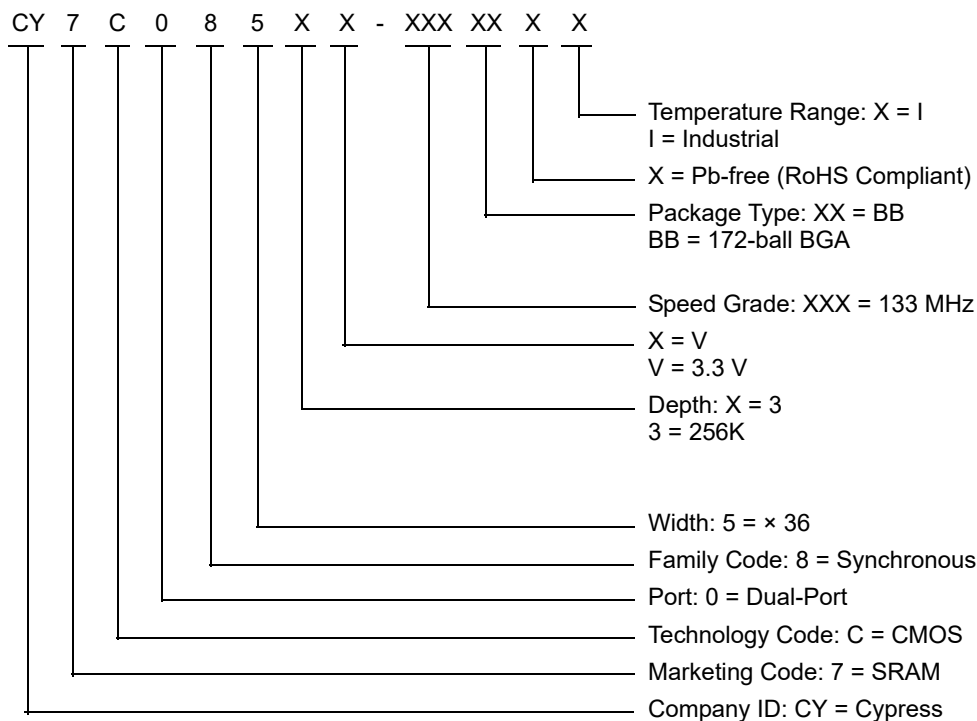 CY 7 C 0 8 5 X X - XXX XX X X
Temperature Range: X = I
I = Industrial
X = Pb-free (RoHS Compliant)
Package Type: XX = BB
BB = 172-ball BGA
Speed Grade: XXX = 133 MHz
X = V
V = 3.3 V
Depth: X = 3
3 = 256K
Width: 5 = × 36
Family Code: 8 = Synchronous
Port: 0 = Dual-Port
Technology Code: C = CMOS
Marketing Code: 7 = SRAM
Company ID: CY = Cypress